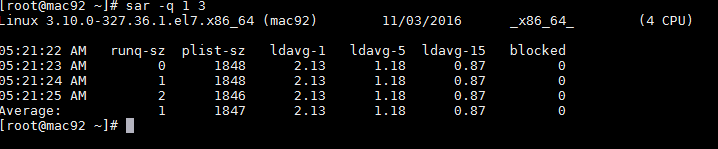 [root@mac92 ~]# sar -q 1 3
Linux 3.10.0-327.36.1.el7.x86_64 (mac92)        11/03/2016      _x86_64_        (4 CPU)
05:21:22 AM   runq-sz  plist-sz   ldavg-1   ldavg-5  ldavg-15   blocked
05:21:23 AM         0      1848      2.13      1.18      0.87         0
05:21:24 AM         1      1848      2.13      1.18      0.87         0
05:21:25 AM         2      1846      2.13      1.18      0.87         0
Average:            1      1847      2.13      1.18      0.87         0
[root@mac92 ~]#